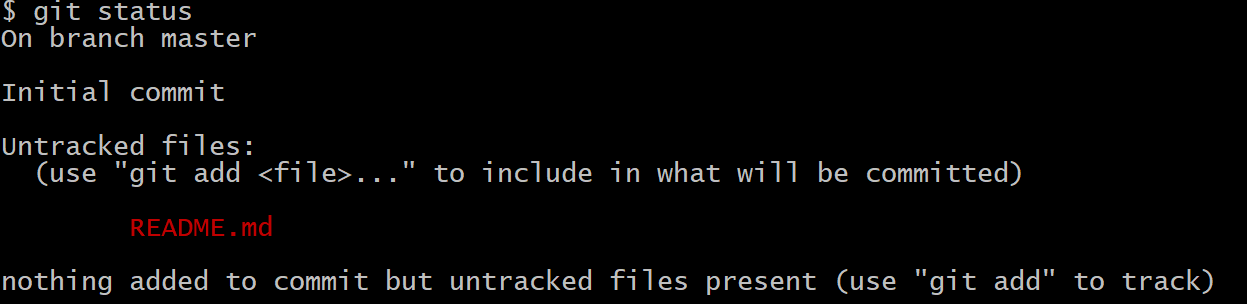 $ git status
On branch master
Initial commit
Untracked files:
(use "git add <file>..." to include in what will be committed)
README.md
nothing added to commit but untracked files present (use "git add" to track)